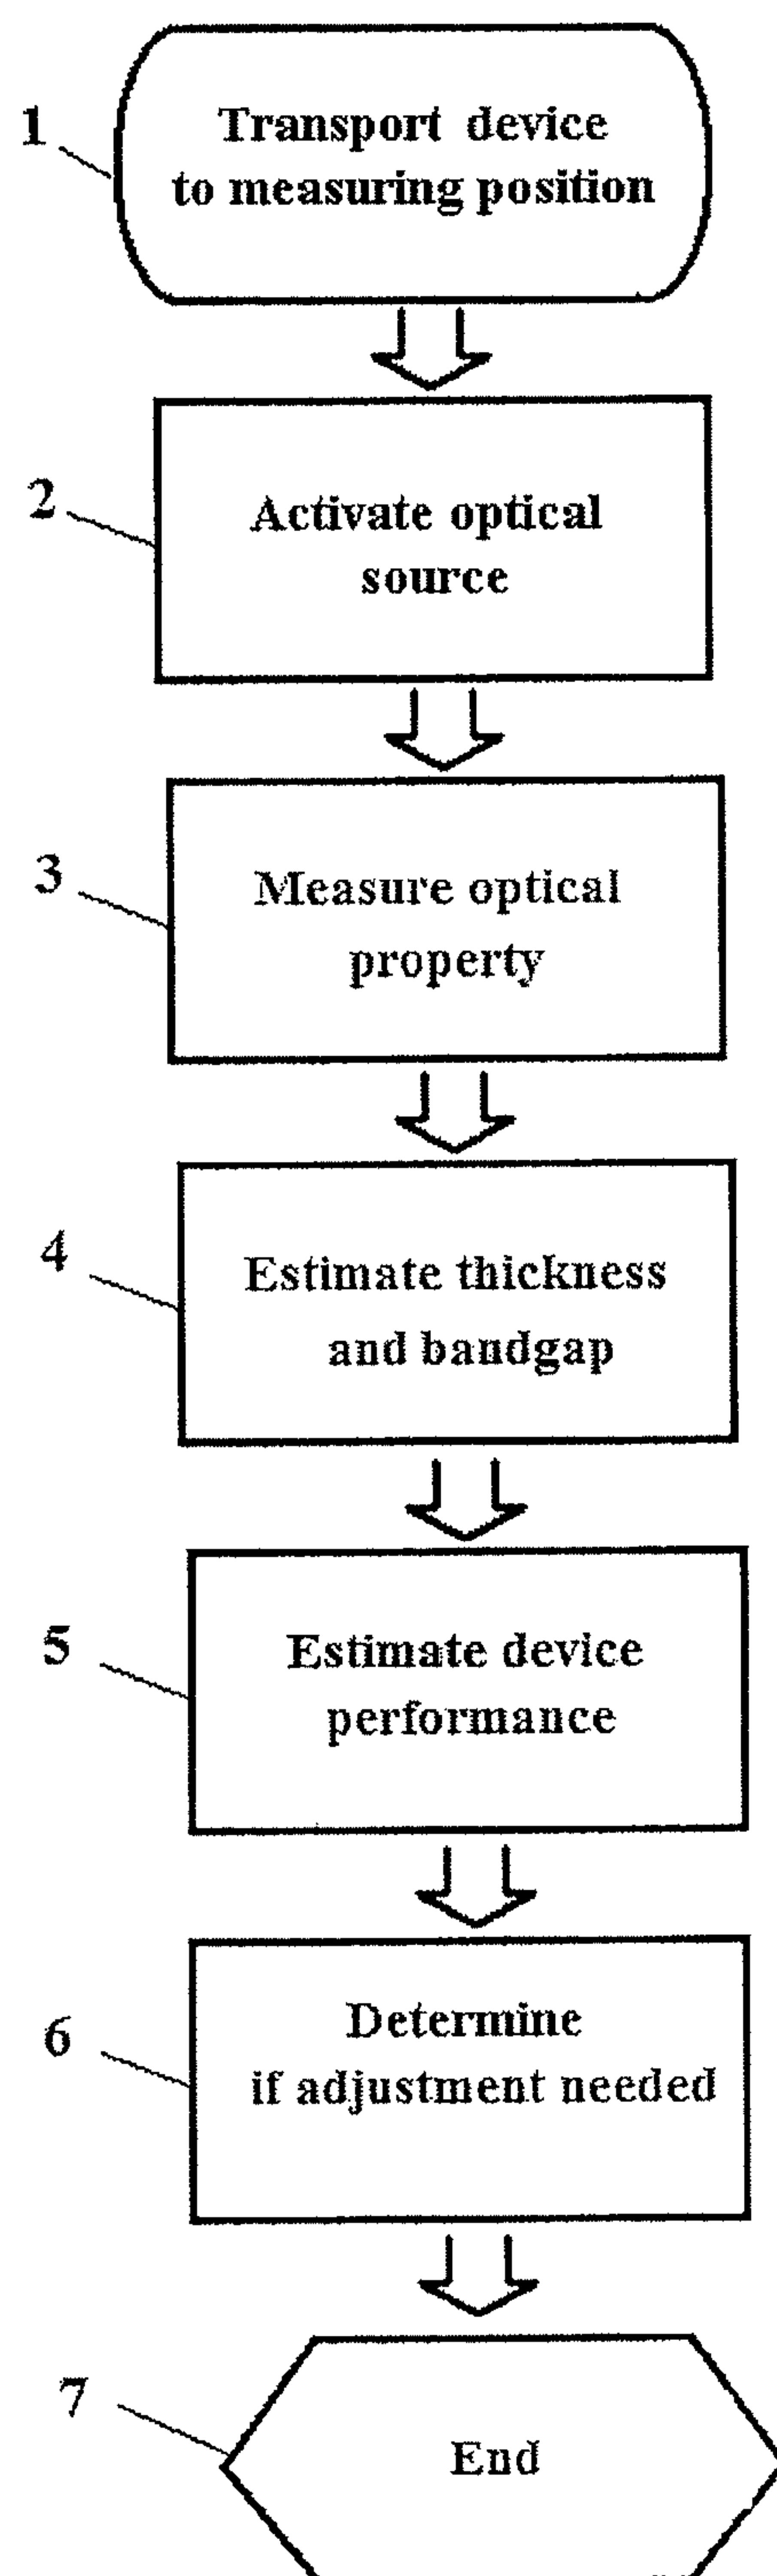 1
Transport device
to measuring position
2
Activate optical
source
3
Measure optical
property
4
Estimate thickness
and bandgap
5
Estimate device
performance
6
Determine
if adjustment needed
7
End